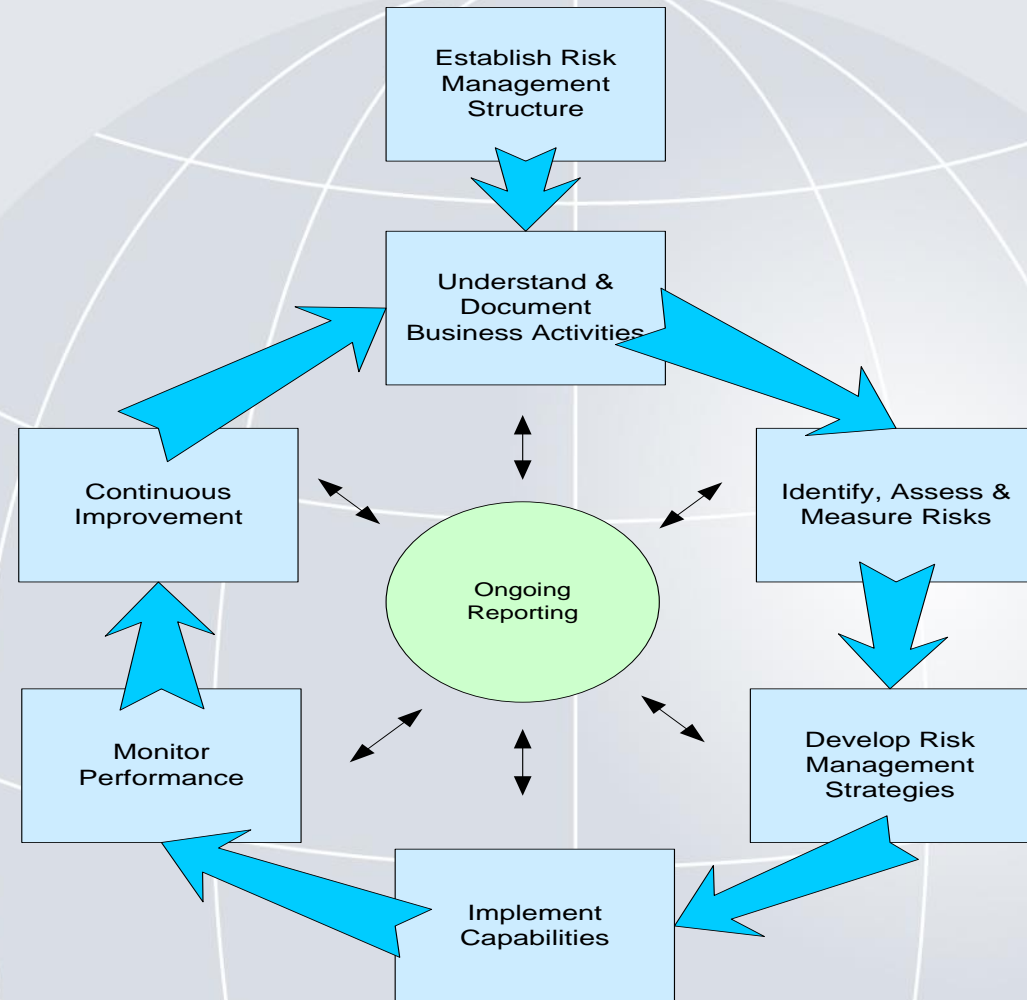 Establish Risk
Management
Structure
Understand &
Document
Business Activities
Identify, Assess &
Measure Risks
Develop Risk
Management
Strategies
Implement
Capabilities
Monitor
Performance
Continuous
Improvement
Ongoing
Reporting